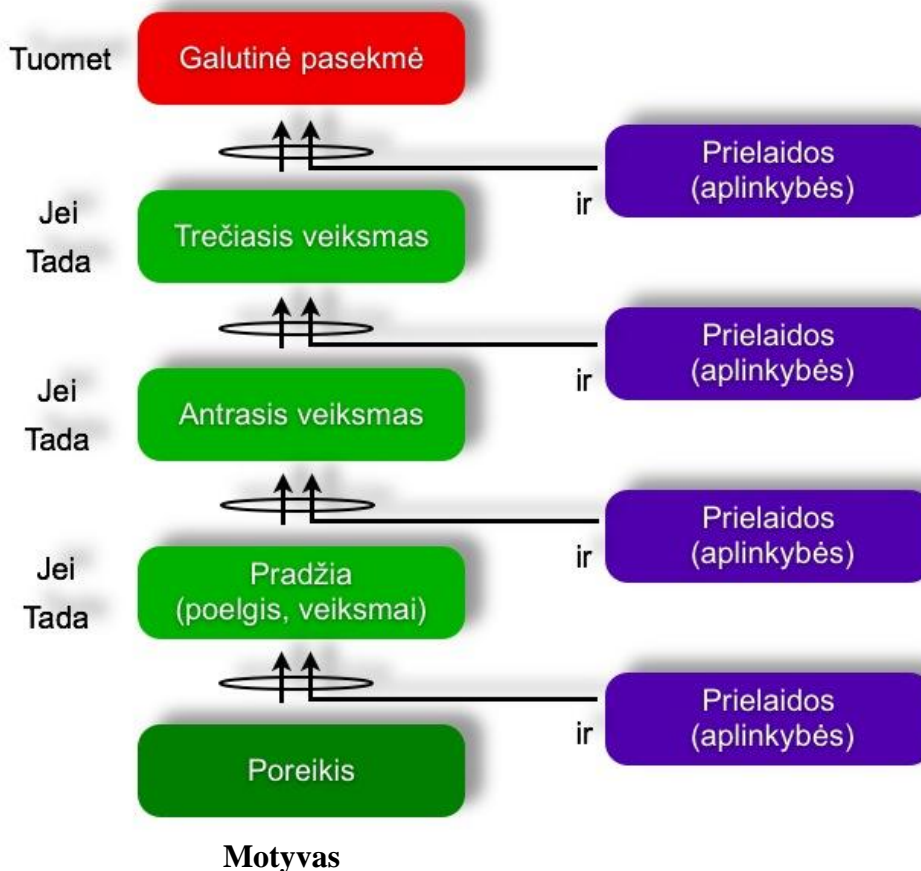 Tuomet
Galutinė pasekmė
Prielaidos
(aplinkybės)
ir
Jei
Tada
Trečiasis veiksmas
Prielaidos
(aplinkybės)
ir
Jei
Tada
Antrasis veiksmas
Prielaidos
(aplinkybės)
ir
Jei
Tada
Pradžia
(poelgis, veiksmai)
Prielaidos
(aplinkybės)
ir
Poreikis
Motyvas